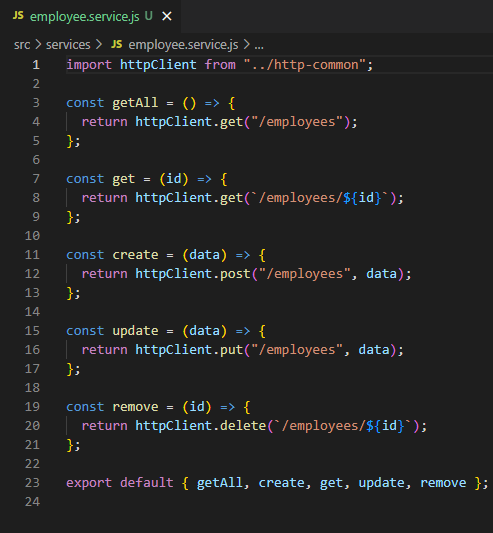 JS employee.service.js U ×
src > services > JS employee.service.js > ...
1 import httpClient from "../http-common";
2
3 const getAll = () => {
4   return httpClient.get("/employees");
5 };
6
7 const get = (id) => {
8   return httpClient.get(`/employees/${id}`);
9 };
10
11 const create = (data) => {
12   return httpClient.post("/employees", data);
13 };
14
15 const update = (data) => {
16   return httpClient.put("/employees", data);
17 };
18
19 const remove = (id) => {
20   return httpClient.delete(`/employees/${id}`);
21 };
22
23 export default { getAll, create, get, update, remove };
24